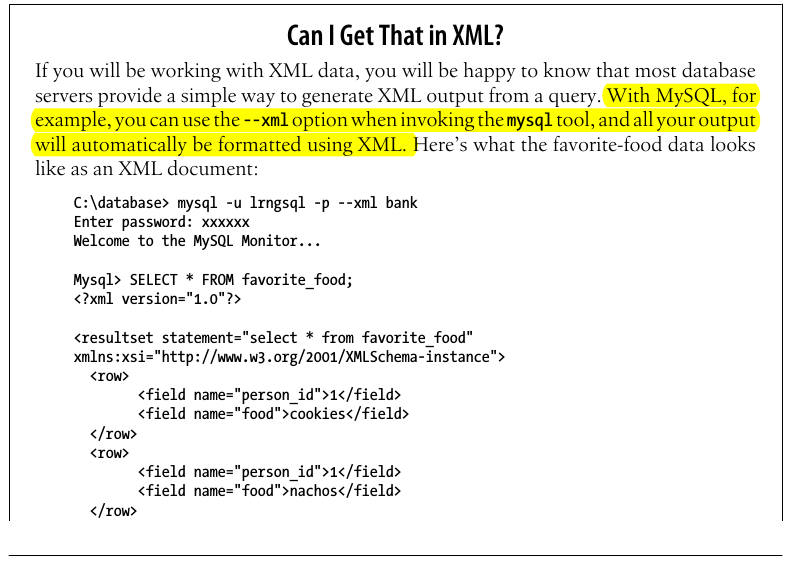 Can I Get That in XML?
If you will be working with XML data, you will be happy to know that most database
servers provide a simple way to generate XML output from a query. With MySQL, for
example, you can use the --xml option when invoking the mysql tool, and all your output
will automatically be formatted using XML. Here's what the favorite-food data looks
like as an XML document:
C:\database> mysql -u lrngsql -p --xml bank
Enter password: xxxxxx
Welcome to the MySQL Monitor...
Mysql> SELECT * FROM favorite_food;
<?xml version="1.0"?>
<resultset statement="select * from favorite_food"
xmlns:xsi="http://www.w3.org/2001/XMLSchema-instance">
<row>
<field name="person_id">1</field>
<field name="food">cookies</field>
</row>
<row>
<field name="person_id">1</field>
<field name="food">nachos</field>
</row>